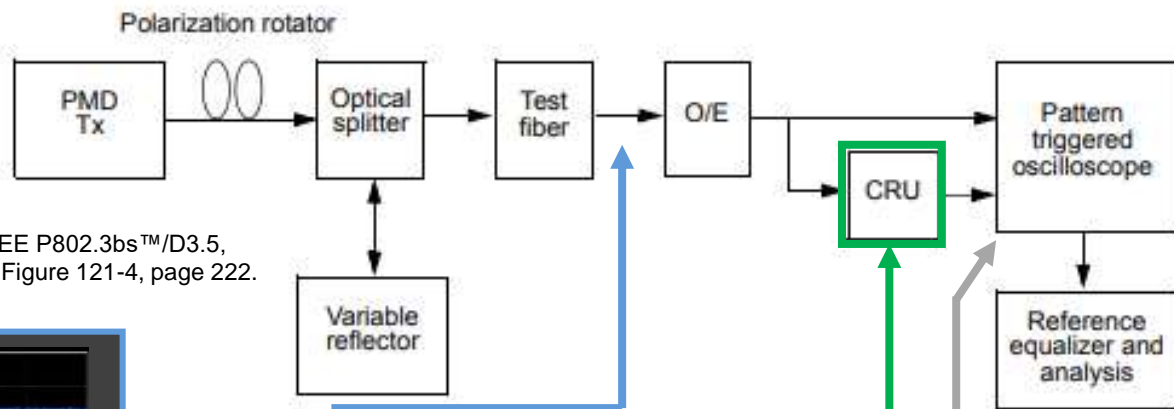 Polarization rotator
PMD
Tx
Optical
splitter
Test
fiber
O/E
CRU
Pattern
triggered
oscilloscope
EE P802.3bs™/D3.5,
Figure 121-4, page 222.
Variable
reflector
Reference
equalizer and
analysis